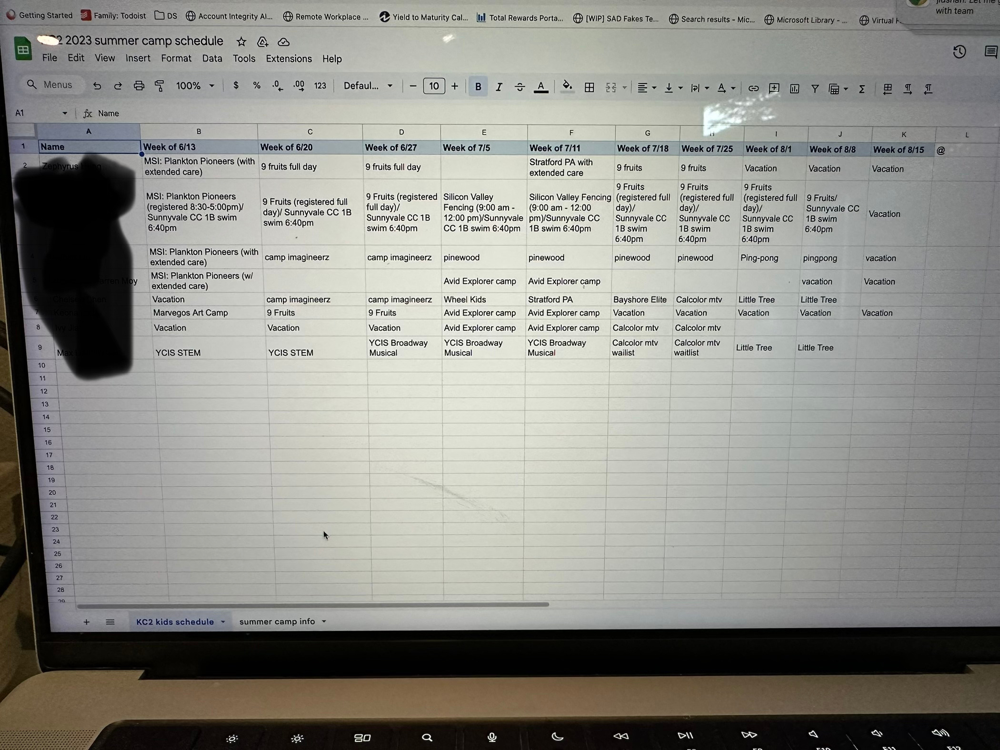 Getting Started Family: Todoist DS Account Integrity Al... Remote Workplace ... Yield to Maturity Cal... Total Rewards Porta... [WIP] SAD Fakes Te... Search results - Mic... Microsoft Library - ... Virtual
with team
2 2023 summer camp schedule
File Edit View Insert Format Data Tools Extensions Help
Menus 100% $ % .0 .00 123 Defaul... 10 B I A
A1 fx Name
A B C D E F G H I J K L
1 Name Week of 6/13 Week of 6/20 Week of 6/27 Week of 7/5 Week of 7/11 Week of 7/18 Week of 7/25 Week of 8/1 Week of 8/8 Week of 8/15 @
2 Zephyrus MSI: Plankton Pioneers (with extended care) 9 fruits full day 9 fruits full day Stratford PA with extended care 9 fruits 9 fruits Vacation Vacation Vacation
MSI: Plankton Pioneers (registered 8:30-5:00pm)/ Sunnyvale CC 1B swim 6:40pm 9 Fruits (registered full day)/ Sunnyvale CC 1B swim 6:40pm 9 Fruits (registered full day)/ Sunnyvale CC 1B swim 6:40pm Silicon Valley Fencing (9:00 am - 12:00 pm)/Sunnyvale CC 1B swim 6:40pm Silicon Valley Fencing (9:00 am - 12:00 pm)/Sunnyvale CC 1B swim 6:40pm 9 Fruits (registered full day)/ Sunnyvale CC 1B swim 6:40pm 9 Fruits (registered full day)/ Sunnyvale CC 1B swim 6:40pm 9 Fruits (registered full day)/ Sunnyvale CC 1B swim 6:40pm 9 Fruits/ Sunnyvale CC 1B swim 6:40pm Vacation
4 MSI: Plankton Pioneers (with extended care) camp imagineerz camp imagineerz pinewood pinewood pinewood pinewood Ping-pong pingpong vacation
5 Moy MSI: Plankton Pioneers (w/ extended care) Avid Explorer camp Avid Explorer camp vacation Vacation
6 Vacation camp imagineerz camp imagineerz Wheel Kids Stratford PA Bayshore Elite Calcolor mtv Little Tree Little Tree
7 Marvegos Art Camp 9 Fruits 9 Fruits Avid Explorer camp Avid Explorer camp Vacation Vacation Vacation Vacation Vacation
8 Ivy Vacation Vacation Vacation Avid Explorer camp Avid Explorer camp Calcolor mtv Calcolor mtv
9 Max YCIS STEM YCIS STEM YCIS Broadway Musical YCIS Broadway Musical YCIS Broadway Musical Calcolor mtv wailist Calcolor mtv waitlist Little Tree Little Tree
10
11
12
13
14
15
16
17
18
19
20
21
22
23
24
25
26
27
28
29
+ KC2 kids schedule summer camp info